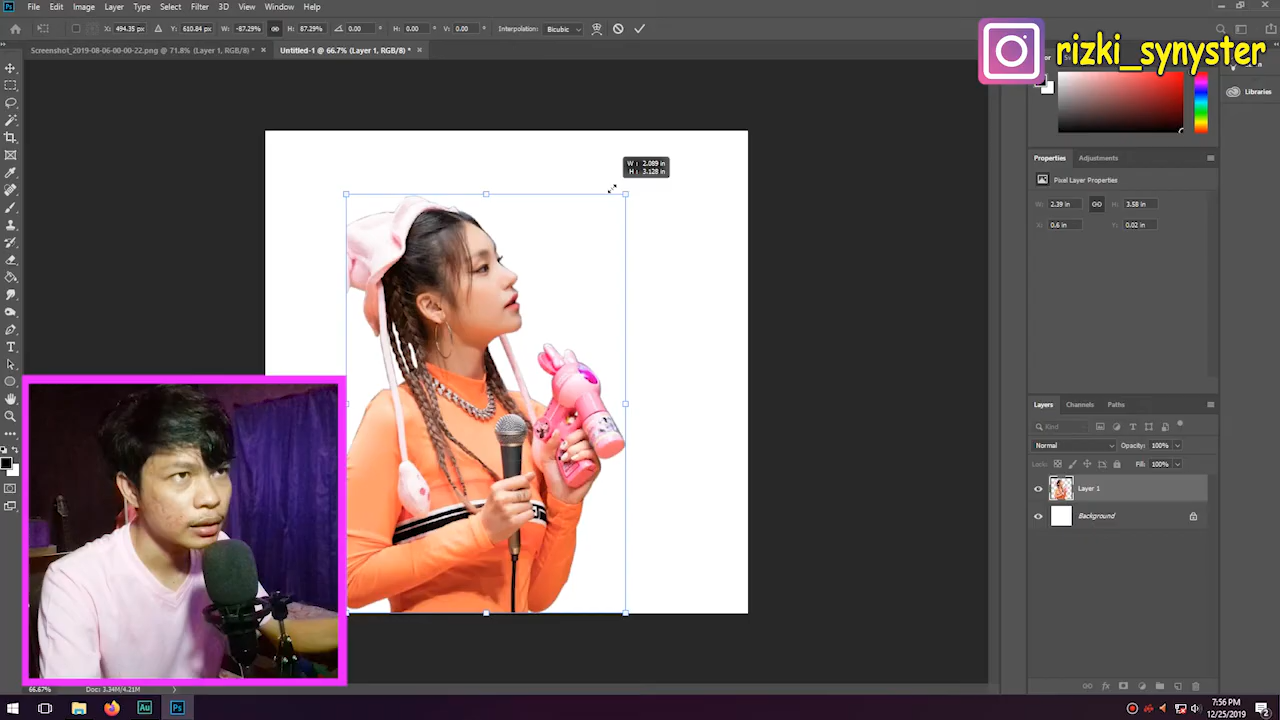 File Edit Image Layer Type Select Filter 3D View Window Help
X: 494.35 px Y: 610.84 px W: -87.29% H: 87.29% 0.00 H: 0.00 V: 0.00 Interpolation: Bicubic
Screenshot_2019-08-06-00-00-22.png @ 71.8% (Layer 1, RGB/8) * × Untitled-1 @ 66.7% (Layer 1, RGB/8) * ×
rizki_synyster
Libraries
W: 2.089 in
H: 3.128 in
Properties Adjustments
Pixel Layer Properties
W: 2.39 in H: 3.58 in
X: 0.6 in Y: 0.02 in
Layers Channels Paths
Kind
Normal Opacity: 100%
Lock: Fill: 100%
Layer 1
Background
66.67% Doc: 3.34M/4.21M
Au Ps
7:56 PM
12/25/2019